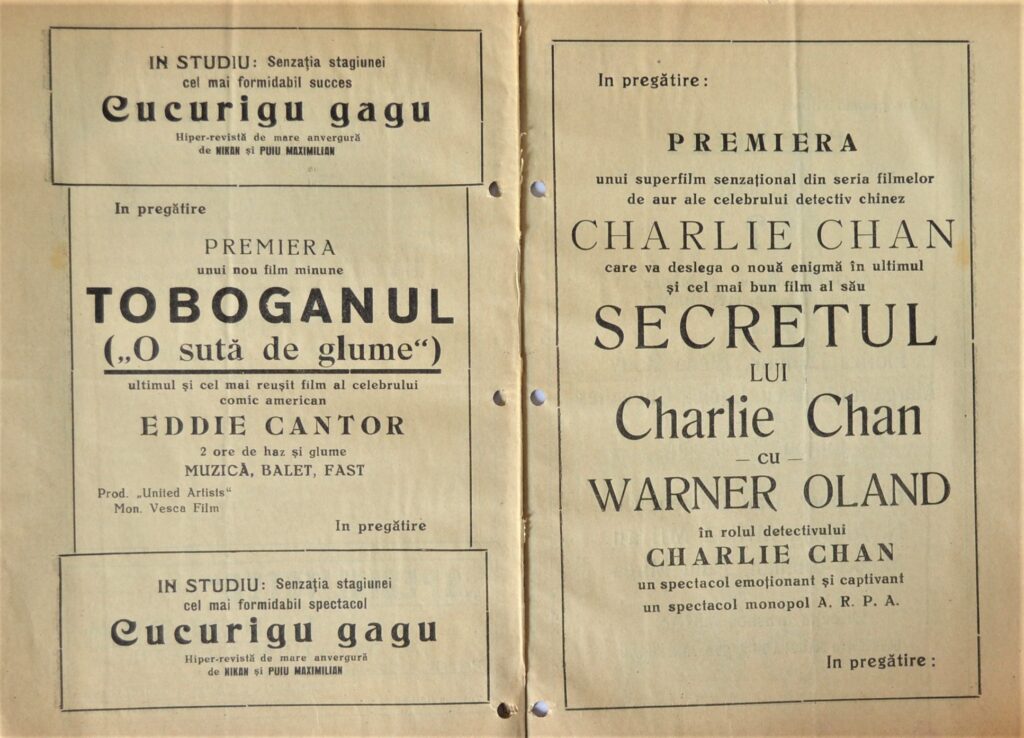 IN STUDIU: Senzația stagiunei
cel mai formidabil succes
Cucurigu gagu
Hiper-revistă de mare anvergură
de NIKAN și PUIU MAXIMILIAN
In pregătire
PREMIERA
unui nou film minune
TOBOGANUL
(„O sută de glume“)
ultimul și cel mai reușit film al celebrului
comic american
EDDIE CANTOR
2 ore de haz și glume
MUZICĂ, BALET, FAST
Prod. „United Artists“
Mon. Vesca Film
In pregătire
IN STUDIU: Senzația stagiunei
cel mai formidabil spectacol
Cucurigu gagu
Hiper-revistă de mare anvergură
de NIKAN și PUIU MAXIMILIAN
In pregătire:
PREMIERA
unui superfilm senzațional din seria filmelor
de aur ale celebrului detectiv chinez
CHARLIE CHAN
care va deslega o nouă enigmă în ultimul
și cel mai bun film al său
SECRETUL
LUI
Charlie Chan
— cu —
WARNER OLAND
în rolul detectivului
CHARLIE CHAN
un spectacol emoționant și captivant
un spectacol monopol A. R. P. A.
In pregătire: